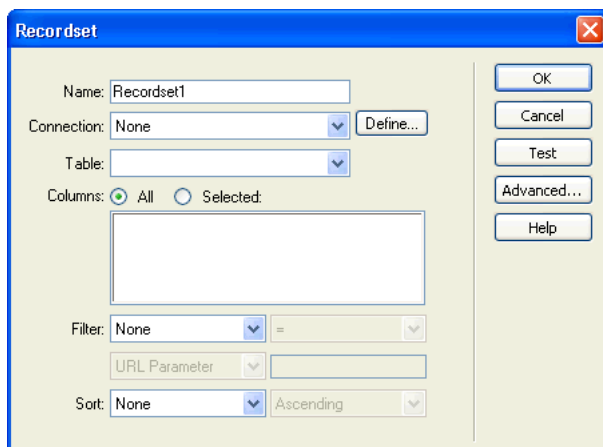 Recordset
Name: Recordset1
OK
Connection: None Define...
Cancel
Table:
Test
Columns: All Selected:
Advanced...
Help
Filter: None =
URL Parameter
Sort: None Ascending